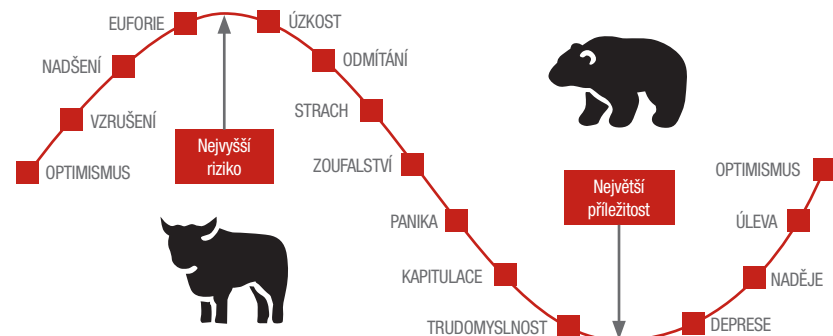 EUFORIE
ÚZKOST
NADŠENÍ
ODMÍTÁNÍ
VZRUŠENÍ
STRACH
Nejvyšší
riziko
OPTIMISMUS
ZOUFALSTVÍ
OPTIMISMUS
Největší
příležitost
PANIKA
ÚLEVA
KAPITULACE
NADĚJE
TRUDOMYSLNOST
DEPRESE